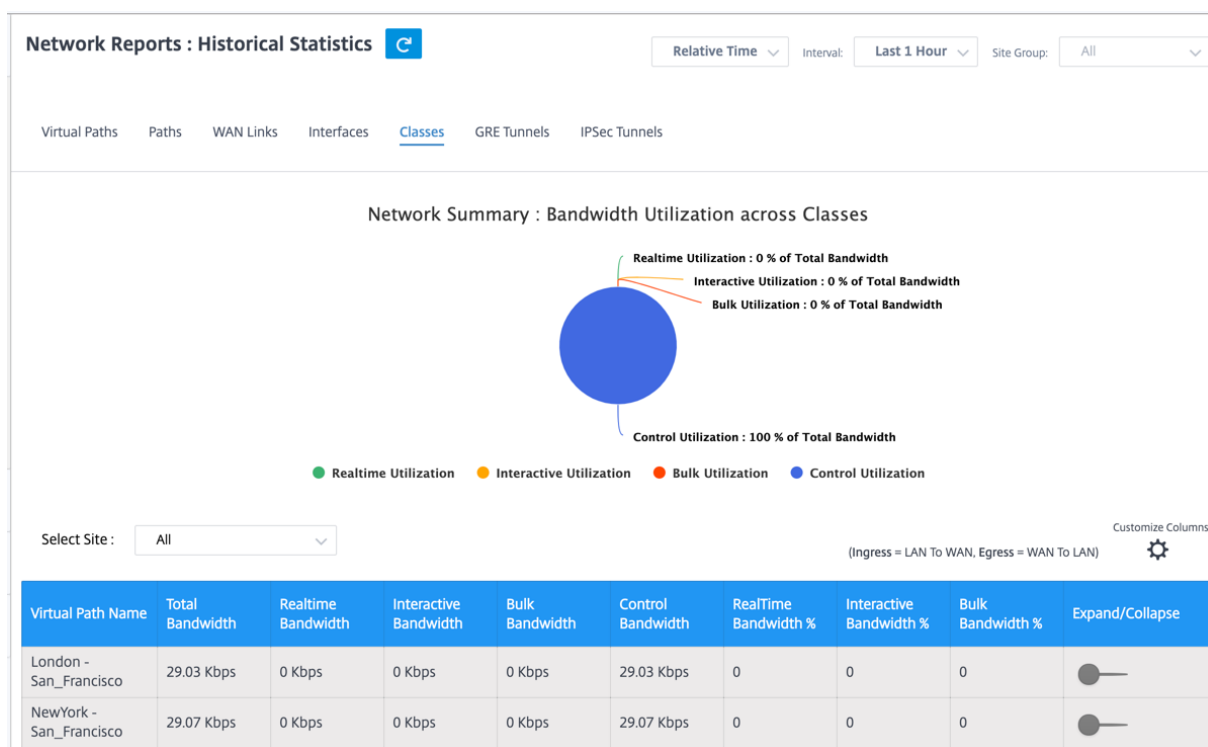 Network Reports : Historical Statistics
Relative Time Interval: Last 1 Hour Site Group: All
Virtual Paths Paths WAN Links Interfaces Classes GRE Tunnels IPSec Tunnels
Network Summary : Bandwidth Utilization across Classes
Realtime Utilization : 0 % of Total Bandwidth
Interactive Utilization : 0 % of Total Bandwidth
Bulk Utilization : 0 % of Total Bandwidth
Control Utilization : 100 % of Total Bandwidth
Realtime Utilization Interactive Utilization Bulk Utilization Control Utilization
Customize Columns
Select Site : All
(Ingress = LAN To WAN, Egress = WAN To LAN)
Virtual Path Name Total Bandwidth Realtime Bandwidth Interactive Bandwidth Bulk Bandwidth Control Bandwidth RealTime Bandwidth % Interactive Bandwidth % Bulk Bandwidth % Expand/Collapse
London - San_Francisco 29.03 Kbps 0 Kbps 0 Kbps 0 Kbps 29.03 Kbps 0 0 0
NewYork - San_Francisco 29.07 Kbps 0 Kbps 0 Kbps 0 Kbps 29.07 Kbps 0 0 0